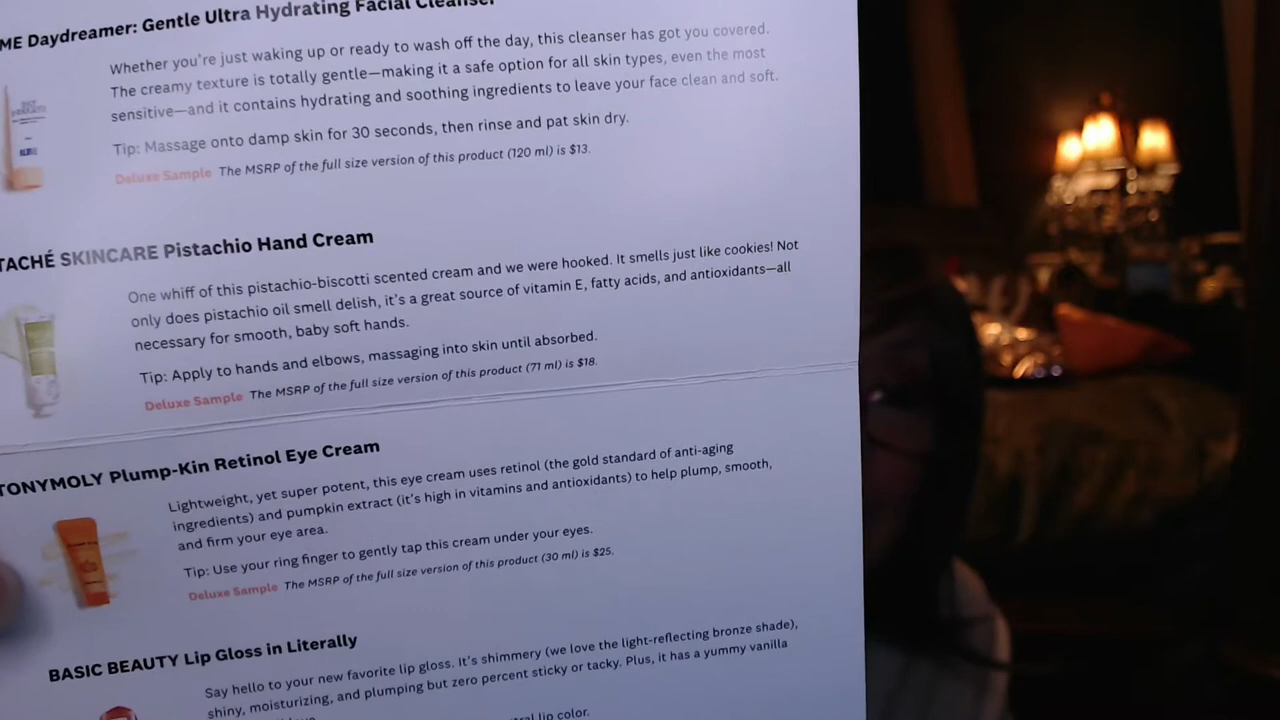 ME Daydreamer: Gentle Ultra Hydrating Facial Cleanser
Whether you're just waking up or ready to wash off the day, this cleanser has got you covered.
The creamy texture is totally gentle—making it a safe option for all skin types, even the most
sensitive—and it contains hydrating and soothing ingredients to leave your face clean and soft.
Tip: Massage onto damp skin for 30 seconds, then rinse and pat skin dry.
Deluxe Sample The MSRP of the full size version of this product (120 ml) is $13.
TACHÉ SKINCARE Pistachio Hand Cream
One whiff of this pistachio-biscotti scented cream and we were hooked. It smells just like cookies! Not
only does pistachio oil smell delish, it's a great source of vitamin E, fatty acids, and antioxidants—all
necessary for smooth, baby soft hands.
Tip: Apply to hands and elbows, massaging into skin until absorbed.
Deluxe Sample The MSRP of the full size version of this product (71 ml) is $18.
TONYMOLY Plump-Kin Retinol Eye Cream
Lightweight, yet super potent, this eye cream uses retinol (the gold standard of anti-aging
ingredients) and pumpkin extract (it's high in vitamins and antioxidants) to help plump, smooth,
and firm your eye area.
Tip: Use your ring finger to gently tap this cream under your eyes.
Deluxe Sample The MSRP of the full size version of this product (30 ml) is $25.
BASIC BEAUTY Lip Gloss in Literally
Say hello to your new favorite lip gloss. It's shimmery (we love the light-reflecting bronze shade),
shiny, moisturizing, and plumping but zero percent sticky or tacky. Plus, it has a yummy vanilla
lip color.